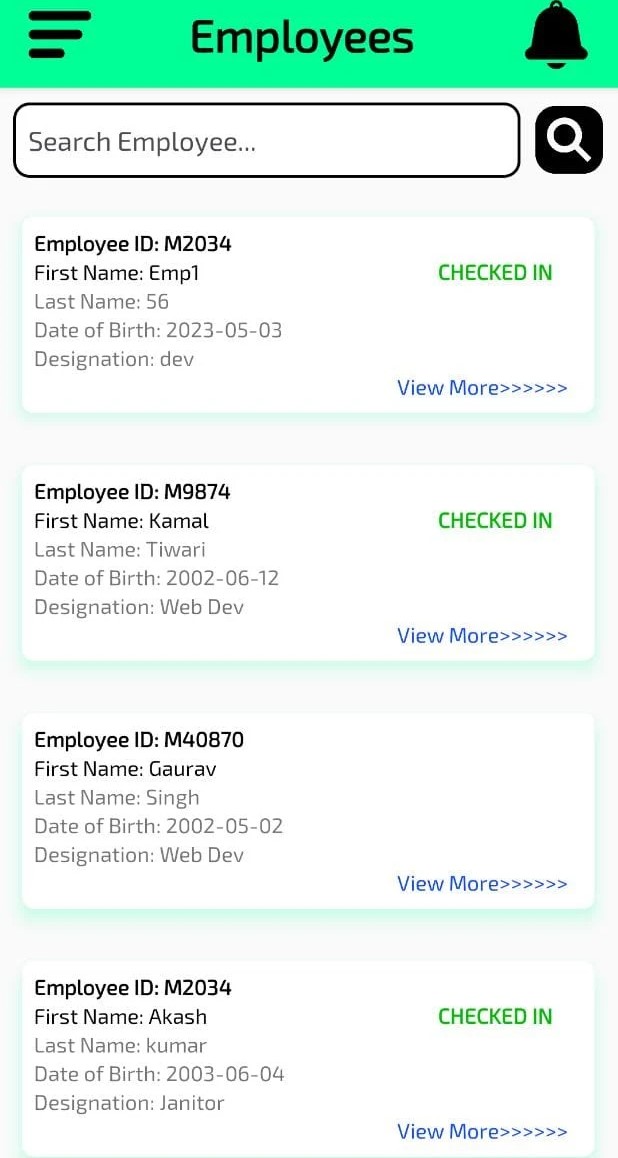 Employees
Search Employee...
Employee ID: M2034
First Name: Emp1
CHECKED IN
Last Name: 56
Date of Birth: 2023-05-03
Designation: dev
View More>>>>>>
Employee ID: M9874
First Name: Kamal
CHECKED IN
Last Name: Tiwari
Date of Birth: 2002-06-12
Designation: Web Dev
View More>>>>>>
Employee ID: M40870
First Name: Gaurav
Last Name: Singh
Date of Birth: 2002-05-02
Designation: Web Dev
View More>>>>>>
Employee ID: M2034
First Name: Akash
CHECKED IN
Last Name: kumar
Date of Birth: 2003-06-04
Designation: Janitor
View More>>>>>>